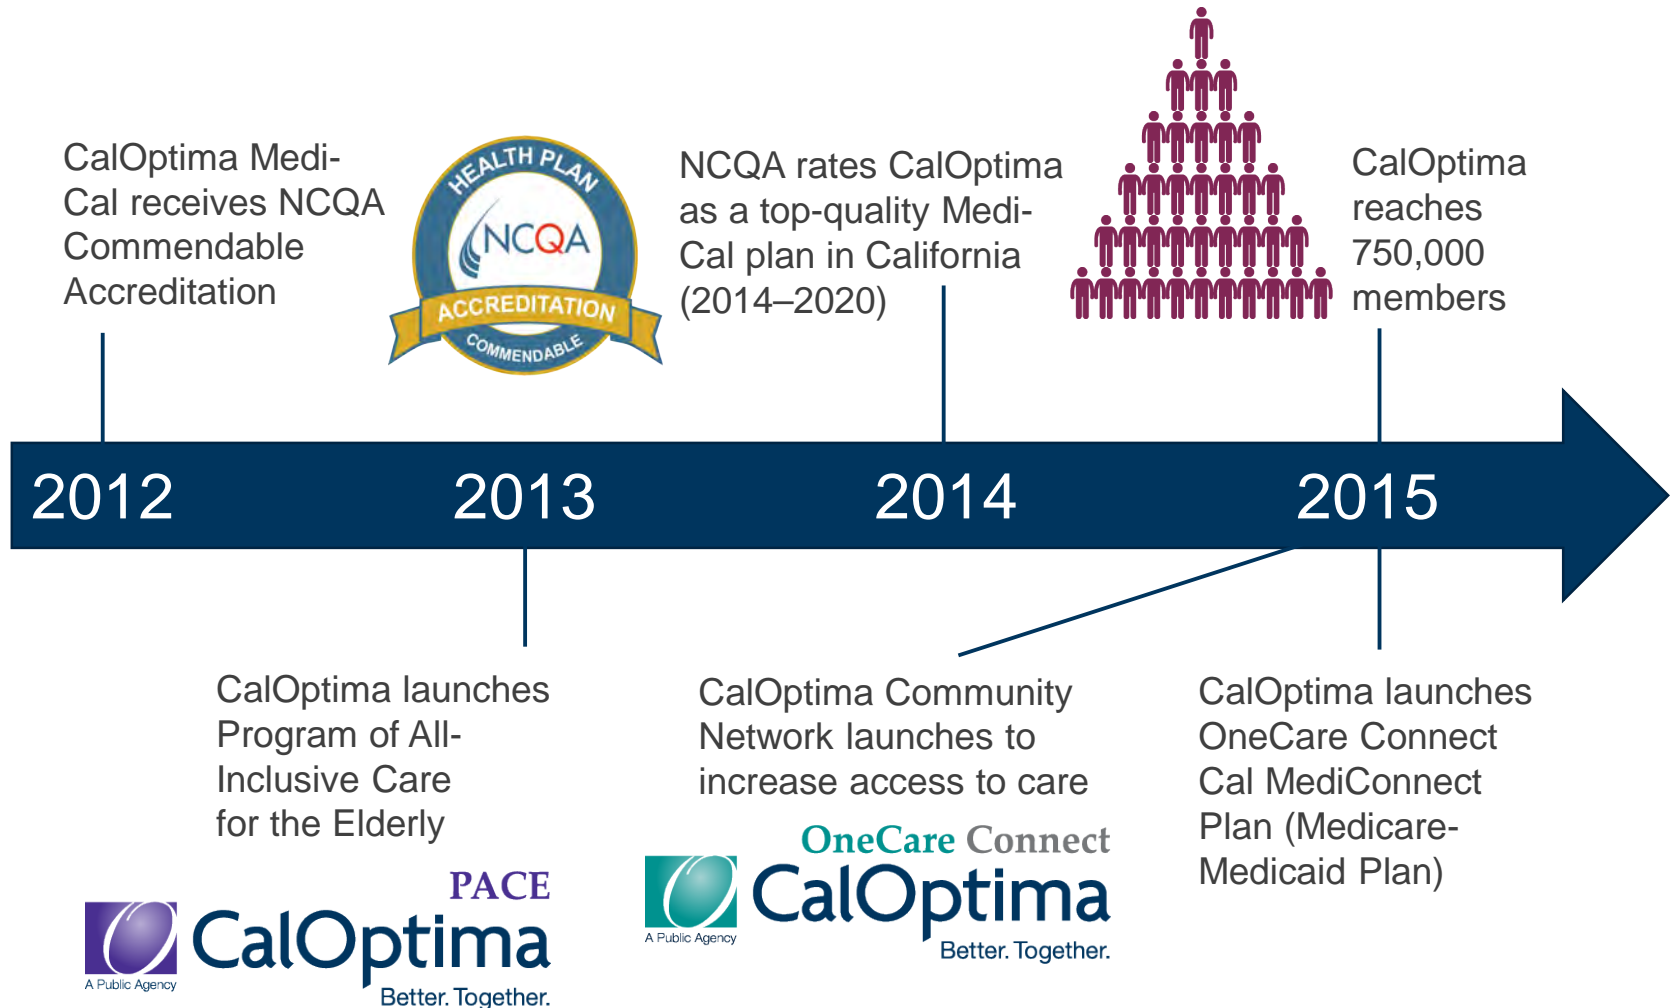 CalOptima Medi-
Cal receives NCQA
Commendable
Accreditation
HEALTH PLAN
NCQA
ACCREDITATION
COMMENDABLE
NCQA rates CalOptima
as a top-quality Medi-
Cal plan in California
(2014–2020)
CalOptima
reaches
750,000
members
2012
2013
2014
2015
CalOptima launches
Program of All-
Inclusive Care
for the Elderly
PACE
CalOptima
A Public Agency
Better. Together.
CalOptima Community
Network launches to
increase access to care
OneCare Connect
CalOptima
A Public Agency
Better. Together.
CalOptima launches
OneCare Connect
Cal MediConnect
Plan (Medicare-
Medicaid Plan)